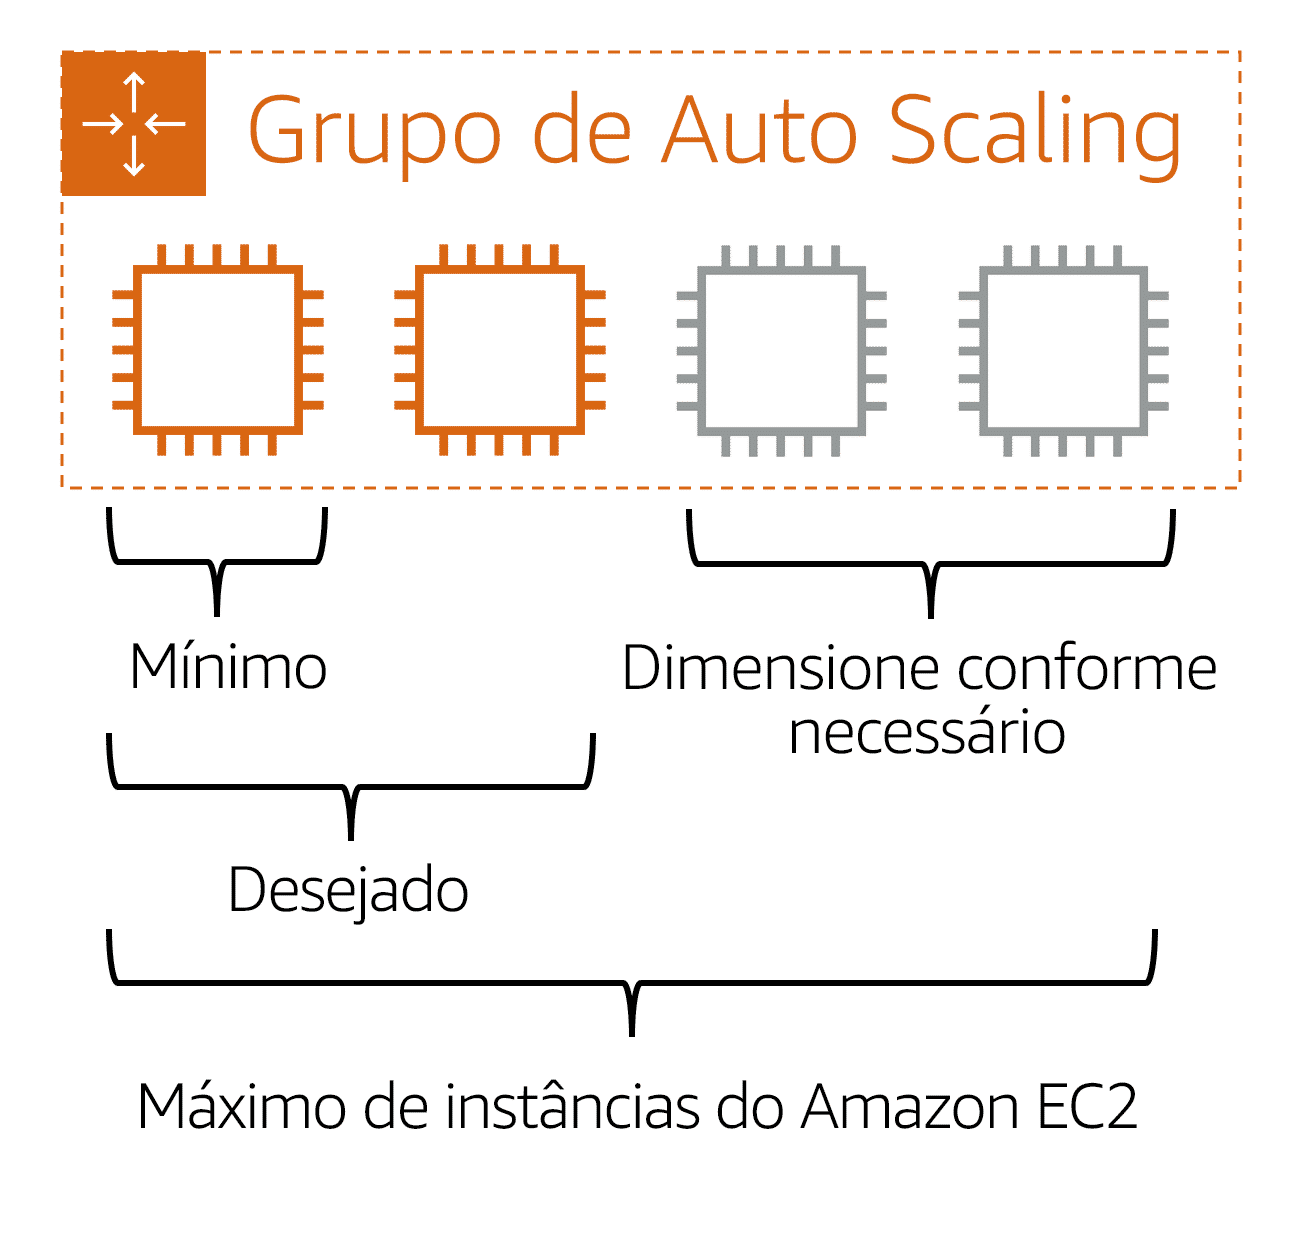 Grupo de Auto Scaling
Mínimo
Dimensione conforme
necessário
Desejado
Máximo de instâncias do Amazon EC2